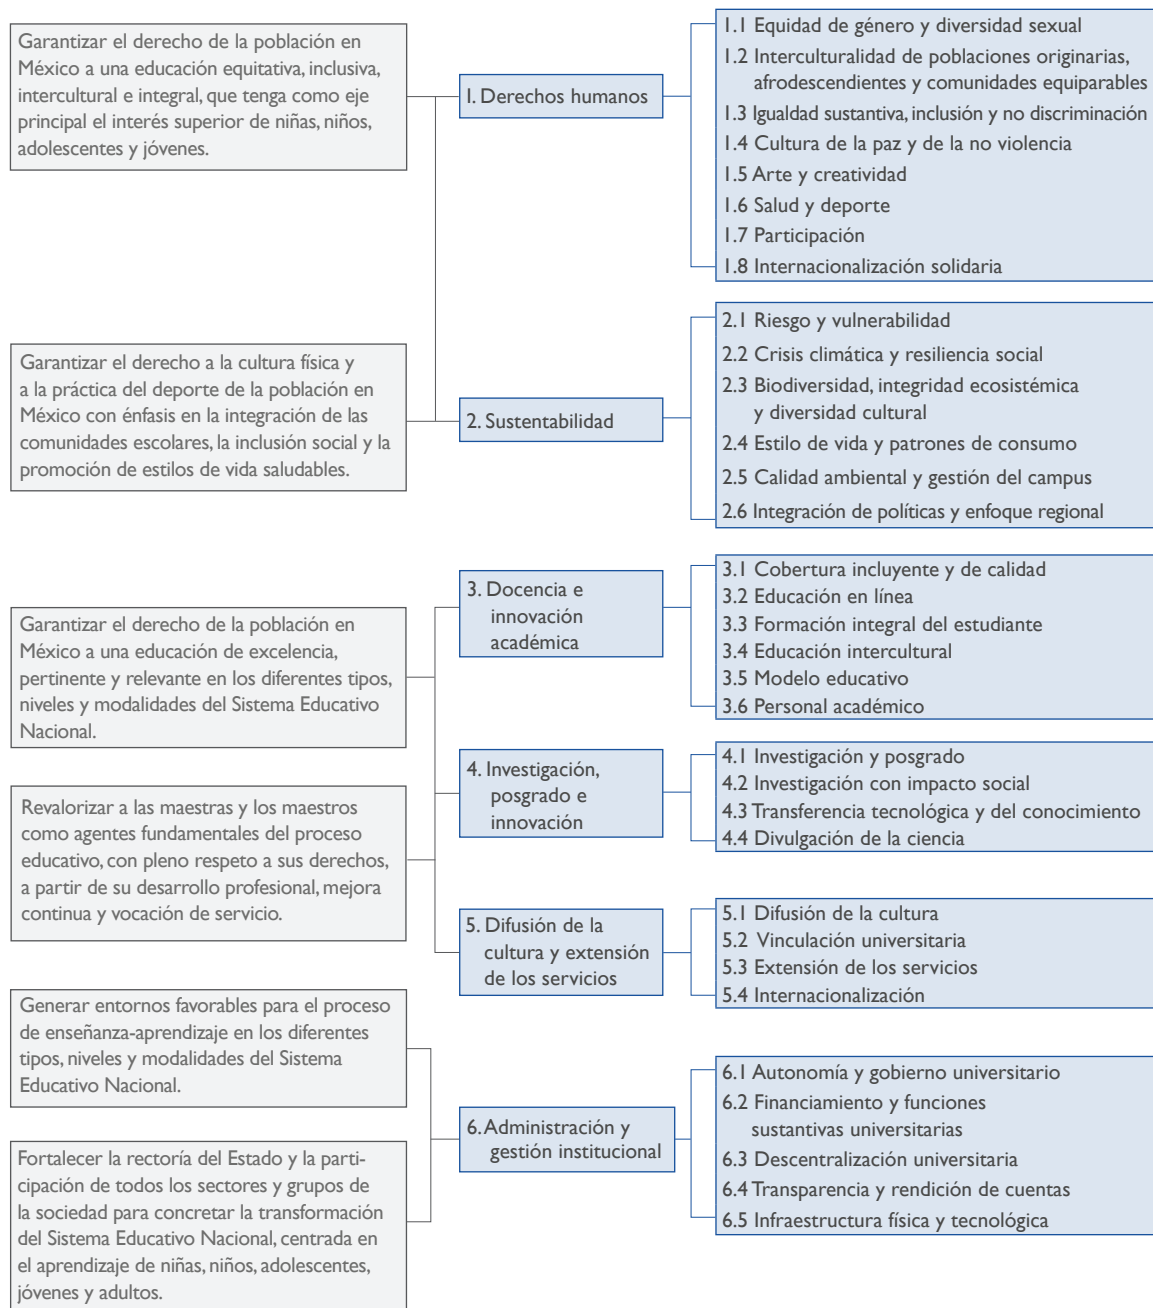 Garantizar el derecho de la población en
México a una educación equitativa, inclusiva,
intercultural e integral, que tenga como eje
principal el interés superior de niñas, niños,
adolescentes y jóvenes.
1. Derechos humanos
1.1 Equidad de género y diversidad sexual
1.2 Interculturalidad de poblaciones originarias,
afrodescendientes y comunidades equiparables
1.3 Igualdad sustantiva, inclusión y no discriminación
1.4 Cultura de la paz y de la no violencia
1.5 Arte y creatividad
1.6 Salud y deporte
1.7 Participación
1.8 Internacionalización solidaria
Garantizar el derecho a la cultura física y
a la práctica del deporte de la población en
México con énfasis en la integración de las
comunidades escolares, la inclusión social y la
promoción de estilos de vida saludables.
2. Sustentabilidad
2.1 Riesgo y vulnerabilidad
2.2 Crisis climática y resiliencia social
2.3 Biodiversidad, integridad ecosistémica
y diversidad cultural
2.4 Estilo de vida y patrones de consumo
2.5 Calidad ambiental y gestión del campus
2.6 Integración de políticas y enfoque regional
Garantizar el derecho de la población en
México a una educación de excelencia,
pertinente y relevante en los diferentes tipos,
niveles y modalidades del Sistema Educativo
Nacional.
3. Docencia e
innovación
académica
3.1 Cobertura incluyente y de calidad
3.2 Educación en línea
3.3 Formación integral del estudiante
3.4 Educación intercultural
3.5 Modelo educativo
3.6 Personal académico
Revalorizar a las maestras y los maestros
como agentes fundamentales del proceso
educativo, con pleno respeto a sus derechos,
a partir de su desarrollo profesional, mejora
continua y vocación de servicio.
4. Investigación,
posgrado e
innovación
4.1 Investigación y posgrado
4.2 Investigación con impacto social
4.3 Transferencia tecnológica y del conocimiento
4.4 Divulgación de la ciencia
5. Difusión de la
cultura y extensión
de los servicios
5.1 Difusión de la cultura
5.2 Vinculación universitaria
5.3 Extensión de los servicios
5.4 Internacionalización
Generar entornos favorables para el proceso
de enseñanza-aprendizaje en los diferentes
tipos, niveles y modalidades del Sistema
Educativo Nacional.
6. Administración y
gestión institucional
6.1 Autonomía y gobierno universitario
6.2 Financiamiento y funciones
sustantivas universitarias
6.3 Descentralización universitaria
6.4 Transparencia y rendición de cuentas
6.5 Infraestructura física y tecnológica
Fortalecer la rectoría del Estado y la parti-
cipación de todos los sectores y grupos de
la sociedad para concretar la transformación
del Sistema Educativo Nacional, centrada en
el aprendizaje de niñas, niños, adolescentes,
jóvenes y adultos.